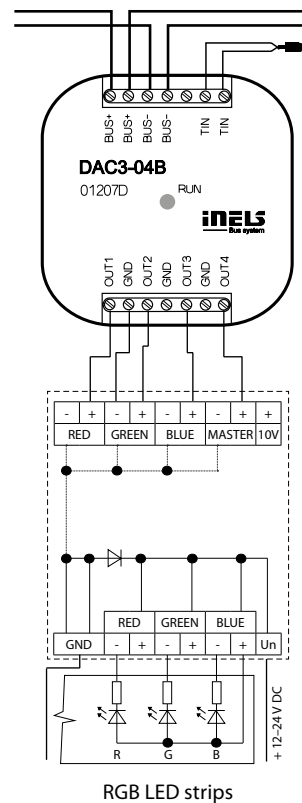 BUS+ BUS+ BUS- BUS- TIN TIN
DAC3-04B
01207D RUN
iNELS
Bus system
OUT1 GND OUT2 GND OUT3 GND OUT4
- + - + - + - + +
RED GREEN BLUE MASTER 10V
RED GREEN BLUE
GND - + - + - + Un
R G B
+ 12–24 V DC
RGB LED strips